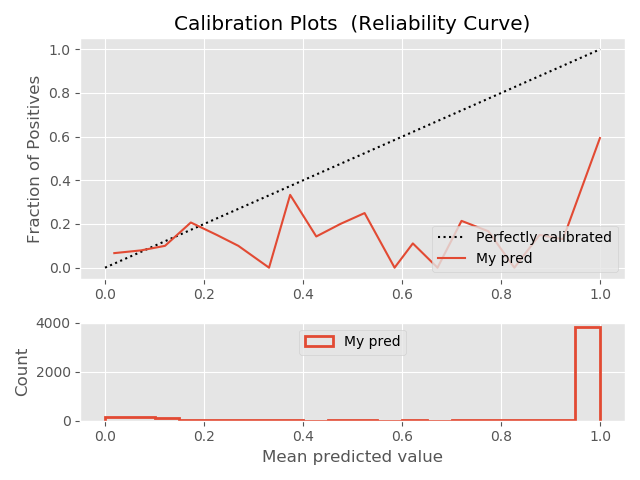 Calibration Plots  (Reliability Curve)
1.0
0.8
0.6
0.4
0.2
0.0
Fraction of Positives
Perfectly calibrated
My pred
0.0 0.2 0.4 0.6 0.8 1.0
4000
2000
0
Count
My pred
0.0 0.2 0.4 0.6 0.8 1.0
Mean predicted value